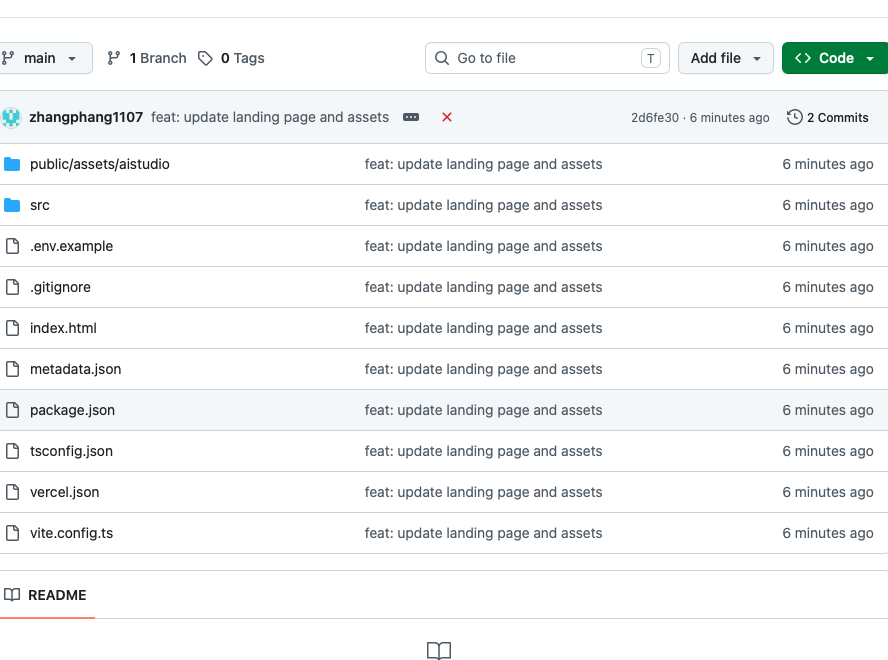 main 1 Branch 0 Tags Go to file T Add file Code
zhangphang1107 feat: update landing page and assets 2d6fe30 · 6 minutes ago 2 Commits
public/assets/aistudio feat: update landing page and assets 6 minutes ago
src feat: update landing page and assets 6 minutes ago
.env.example feat: update landing page and assets 6 minutes ago
.gitignore feat: update landing page and assets 6 minutes ago
index.html feat: update landing page and assets 6 minutes ago
metadata.json feat: update landing page and assets 6 minutes ago
package.json feat: update landing page and assets 6 minutes ago
tsconfig.json feat: update landing page and assets 6 minutes ago
vercel.json feat: update landing page and assets 6 minutes ago
vite.config.ts feat: update landing page and assets 6 minutes ago
README